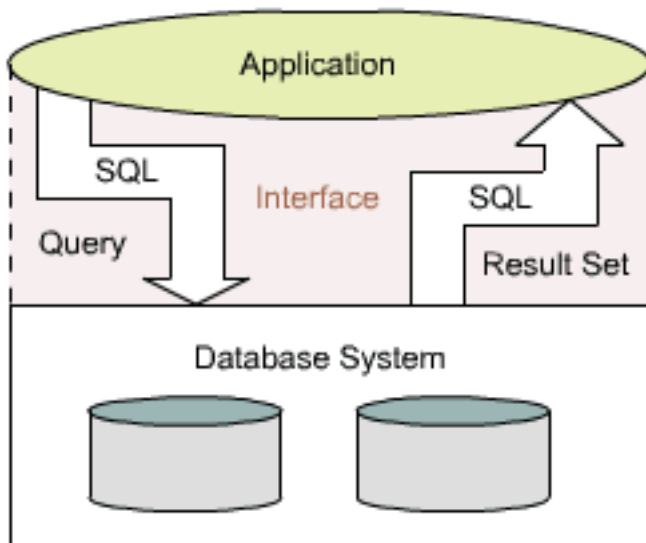 Application
SQL
Interface
SQL
Query
Result Set
Database System